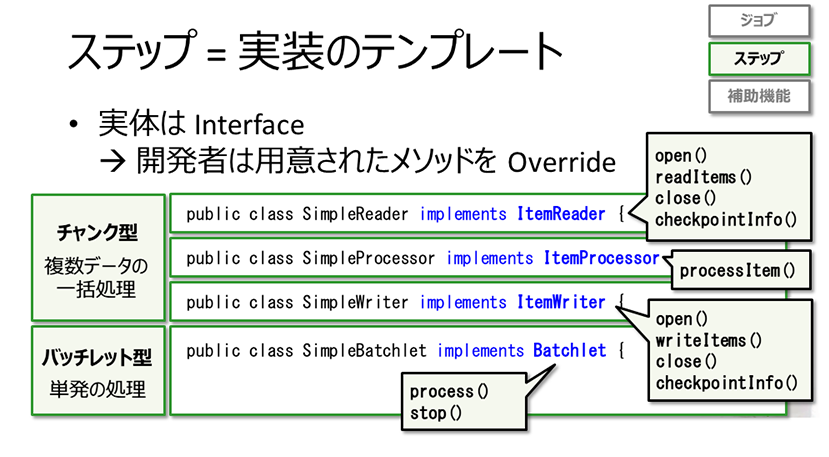 ジョブ
ステップ
補助機能
ステップ = 実装のテンプレート
• 実体は Interface
→ 開発者は用意されたメソッドを Override
チャンク型
複数データの
一括処理
public class SimpleReader implements ItemReader {
open()
readItems()
close()
checkpointInfo()
public class SimpleProcessor implements ItemProcessor
processItem()
public class SimpleWriter implements ItemWriter {
open()
writeItems()
close()
checkpointInfo()
バッチレット型
単発の処理
public class SimpleBatchlet implements Batchlet {
process()
stop()